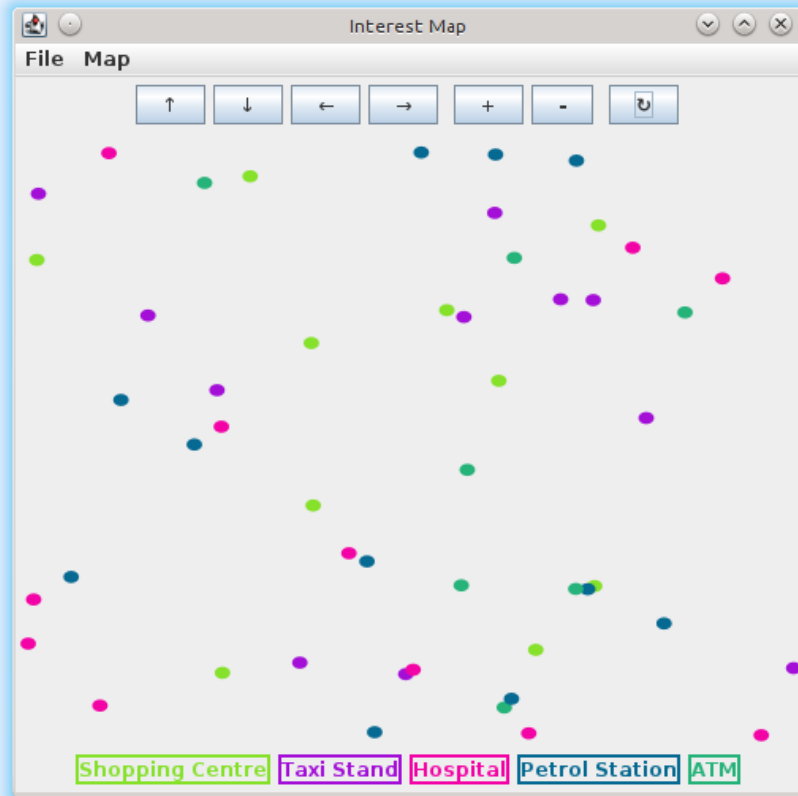 Interest Map
File Map
↑ ↓ ← → + - ↻
Shopping Centre Taxi Stand Hospital Petrol Station ATM